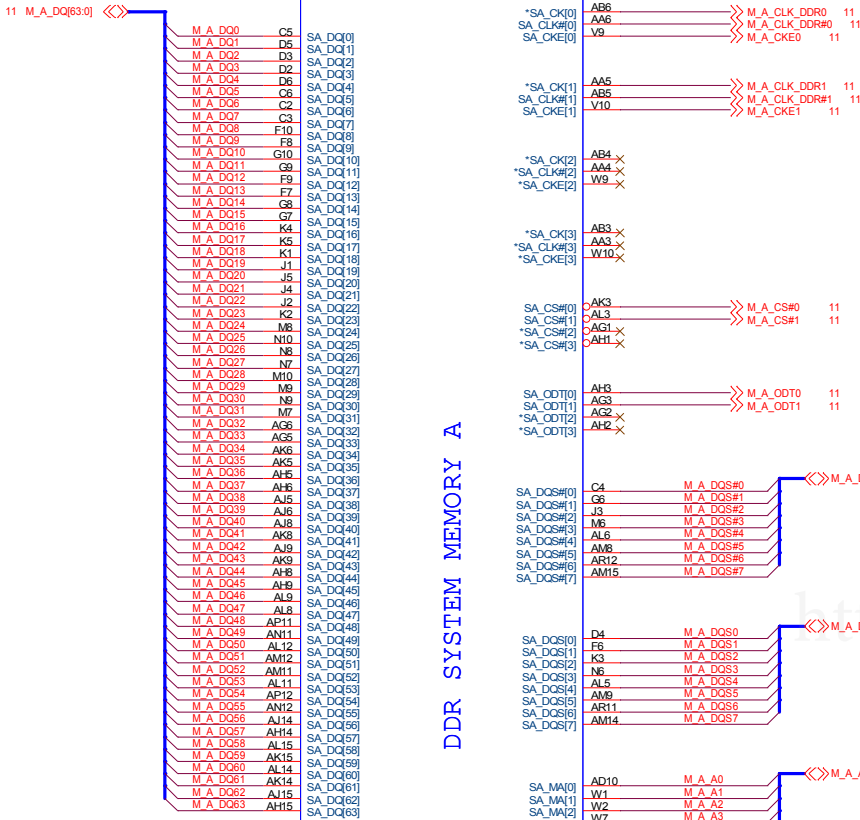 11 M_A_DQ[63:0]
M_A_DQ0 C5 SA_DQ[0]
M_A_DQ1 D5 SA_DQ[1]
M_A_DQ2 D3 SA_DQ[2]
M_A_DQ3 D2 SA_DQ[3]
M_A_DQ4 D6 SA_DQ[4]
M_A_DQ5 C6 SA_DQ[5]
M_A_DQ6 C2 SA_DQ[6]
M_A_DQ7 C3 SA_DQ[7]
M_A_DQ8 F10 SA_DQ[8]
M_A_DQ9 F8 SA_DQ[9]
M_A_DQ10 G10 SA_DQ[10]
M_A_DQ11 G9 SA_DQ[11]
M_A_DQ12 F9 SA_DQ[12]
M_A_DQ13 F7 SA_DQ[13]
M_A_DQ14 G8 SA_DQ[14]
M_A_DQ15 G7 SA_DQ[15]
M_A_DQ16 K4 SA_DQ[16]
M_A_DQ17 K5 SA_DQ[17]
M_A_DQ18 K1 SA_DQ[18]
M_A_DQ19 J1 SA_DQ[19]
M_A_DQ20 J5 SA_DQ[20]
M_A_DQ21 J4 SA_DQ[21]
M_A_DQ22 J2 SA_DQ[22]
M_A_DQ23 K2 SA_DQ[23]
M_A_DQ24 M8 SA_DQ[24]
M_A_DQ25 N10 SA_DQ[25]
M_A_DQ26 N8 SA_DQ[26]
M_A_DQ27 N7 SA_DQ[27]
M_A_DQ28 M10 SA_DQ[28]
M_A_DQ29 M9 SA_DQ[29]
M_A_DQ30 N9 SA_DQ[30]
M_A_DQ31 M7 SA_DQ[31]
M_A_DQ32 AG6 SA_DQ[32]
M_A_DQ33 AG5 SA_DQ[33]
M_A_DQ34 AK6 SA_DQ[34]
M_A_DQ35 AK5 SA_DQ[35]
M_A_DQ36 AH5 SA_DQ[36]
M_A_DQ37 AH6 SA_DQ[37]
M_A_DQ38 AJ5 SA_DQ[38]
M_A_DQ39 AJ6 SA_DQ[39]
M_A_DQ40 AJ8 SA_DQ[40]
M_A_DQ41 AK8 SA_DQ[41]
M_A_DQ42 AJ9 SA_DQ[42]
M_A_DQ43 AK9 SA_DQ[43]
M_A_DQ44 AH8 SA_DQ[44]
M_A_DQ45 AH9 SA_DQ[45]
M_A_DQ46 AL9 SA_DQ[46]
M_A_DQ47 AL8 SA_DQ[47]
M_A_DQ48 AP11 SA_DQ[48]
M_A_DQ49 AN11 SA_DQ[49]
M_A_DQ50 AL12 SA_DQ[50]
M_A_DQ51 AM12 SA_DQ[51]
M_A_DQ52 AM11 SA_DQ[52]
M_A_DQ53 AL11 SA_DQ[53]
M_A_DQ54 AP12 SA_DQ[54]
M_A_DQ55 AN12 SA_DQ[55]
M_A_DQ56 AJ14 SA_DQ[56]
M_A_DQ57 AH14 SA_DQ[57]
M_A_DQ58 AL15 SA_DQ[58]
M_A_DQ59 AK15 SA_DQ[59]
M_A_DQ60 AL14 SA_DQ[60]
M_A_DQ61 AK14 SA_DQ[61]
M_A_DQ62 AJ15 SA_DQ[62]
M_A_DQ63 AH15 SA_DQ[63]
DDR SYSTEM MEMORY A
*SA_CK[0] AB6 M_A_CLK_DDR0 11
SA_CLK#[0] AA6 M_A_CLK_DDR#0 11
SA_CKE[0] V9 M_A_CKE0 11
*SA_CK[1] AA5 M_A_CLK_DDR1 11
SA_CLK#[1] AB5 M_A_CLK_DDR#1 11
SA_CKE[1] V10 M_A_CKE1 11
*SA_CK[2] AB4
*SA_CLK#[2] AA4
*SA_CKE[2] W9
*SA_CK[3] AB3
*SA_CLK#[3] AA3
*SA_CKE[3] W10
SA_CS#[0] AK3 M_A_CS#0 11
SA_CS#[1] AL3 M_A_CS#1 11
*SA_CS#[2] AG1
*SA_CS#[3] AH1
SA_ODT[0] AH3 M_A_ODT0 11
SA_ODT[1] AG3 M_A_ODT1 11
*SA_ODT[2] AG2
*SA_ODT[3] AH2
M_A_D
SA_DQS#[0] C4 M_A_DQS#0
SA_DQS#[1] G6 M_A_DQS#1
SA_DQS#[2] J3 M_A_DQS#2
SA_DQS#[3] M6 M_A_DQS#3
SA_DQS#[4] AL6 M_A_DQS#4
SA_DQS#[5] AM8 M_A_DQS#5
SA_DQS#[6] AR12 M_A_DQS#6
SA_DQS#[7] AM15 M_A_DQS#7
M_A_D
SA_DQS[0] D4 M_A_DQS0
SA_DQS[1] F6 M_A_DQS1
SA_DQS[2] K3 M_A_DQS2
SA_DQS[3] N6 M_A_DQS3
SA_DQS[4] AL5 M_A_DQS4
SA_DQS[5] AM9 M_A_DQS5
SA_DQS[6] AR11 M_A_DQS6
SA_DQS[7] AM14 M_A_DQS7
M_A_A
SA_MA[0] AD10 M_A_A0
SA_MA[1] W1 M_A_A1
SA_MA[2] W2 M_A_A2
W7 M_A_A3